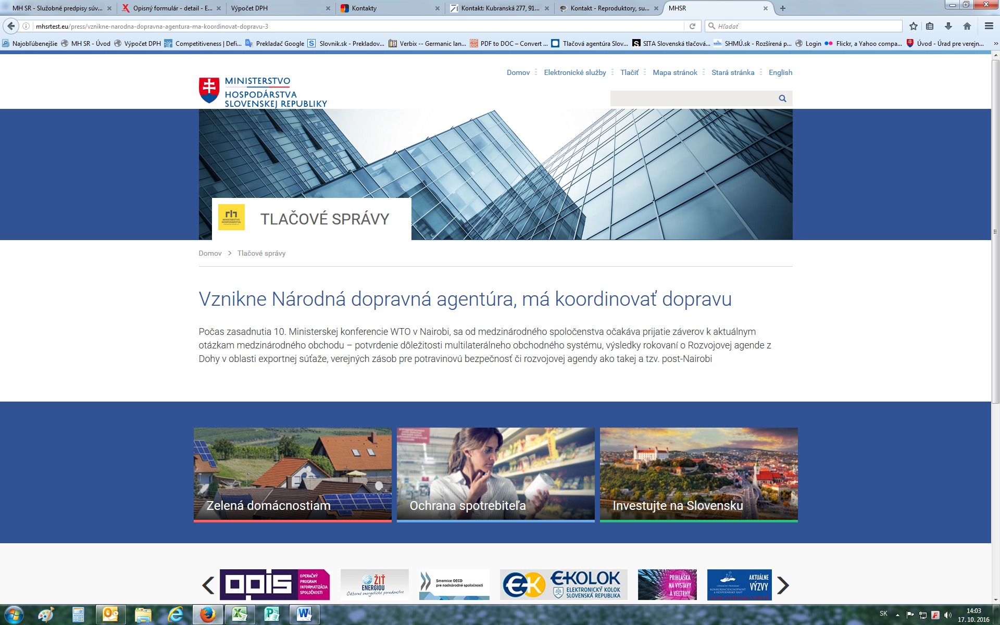 MH SR - Služobné predpisy súv...
Opisný formulár - detail - E...
Výpočet DPH
Kontakty
Kontakt: Kubranská 277, 91...
Kontakt - Reproduktory, su...
MHSR
mhsrtest.eu/press/vznikne-narodna-dopravna-agentura-ma-koordinovat-dopravu-3
Hľadať
Najobľúbenejšie
MH SR - Úvod
Výpočet DPH
Competitiveness | Defi...
Prekladač Google
Slovnik.sk - Prekladov...
Verbix -- Germanic lan...
PDF to DOC – Convert ...
Tlačová agentúra Slov...
SITA Slovenská tlačová...
SHMÚ.sk - Rozšírená p...
Login
Flickr, a Yahoo compa...
Úvod - Úrad pre verejn...
Domov
Elektronické služby
Tlačiť
Mapa stránok
Stará stránka
English
MINISTERSTVO
HOSPODÁRSTVA
SLOVENSKEJ REPUBLIKY
MINISTERSTVO
HOSPODÁRSTVA
TLAČOVÉ SPRÁVY
Domov > Tlačové správy
Vznikne Národná dopravná agentúra, má koordinovať dopravu
Počas zasadnutia 10. Ministerskej konferencie WTO v Nairobi, sa od medzinárodného spoločenstva očakáva prijatie záverov k aktuálnym
otázkam medzinárodného obchodu – potvrdenie dôležitosti multilaterálneho obchodného systému, výsledky rokovaní o Rozvojovej agende z
Dohy v oblasti exportnej súťaže, verejných zásob pre potravinovú bezpečnosť či rozvojovej agendy ako takej a tzv. post-Nairobi
Zelená domácnostiam
Ochrana spotrebiteľa
Investujte na Slovensku
opis
OPERAČNÝ
PROGRAM
INFORMATIZÁCIA
SPOLOČNOSTI
ŽIŤ
ENERGIOU
Odborné energetické poradenstvo
Smernice OECD
pre nadnárodné spoločnosti
€K
€KOLOK
ELEKTRONICKÝ KOLOK
SLOVENSKÁ REPUBLIKA
PRIHLÁŠKA
NA VÝSTAVY
A VEĽTRHY
OPERAČNÝ PROGRAM
KONKURENCIESCHOPNOSŤ
A HOSPODÁRSKY RAST
AKTUÁLNE
VÝZVY
SK
14:03
17. 10. 2016